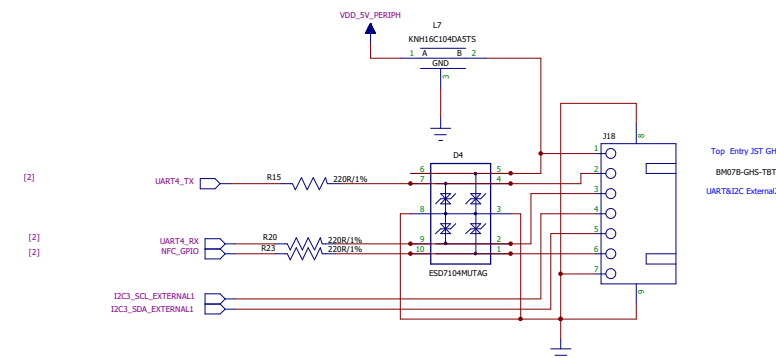 VDD_5V_PERIPH
L7
KNH16C104DA5TS
1 A B 2
GND
3
J18
8
1
Top Entry JST GH
D4
6 5
2
BM07B-GHS-TBT
[2]
UART4_TX
R15
220R/1%
7 4
3
UART&I2C External2
8 3
4
[2]
UART4_RX
R20
220R/1%
9 2
5
[2]
NFC_GPIO
R23
220R/1%
10 1
6
ESD7104MUTAG
7
I2C3_SCL_EXTERNAL1
9
I2C3_SDA_EXTERNAL1